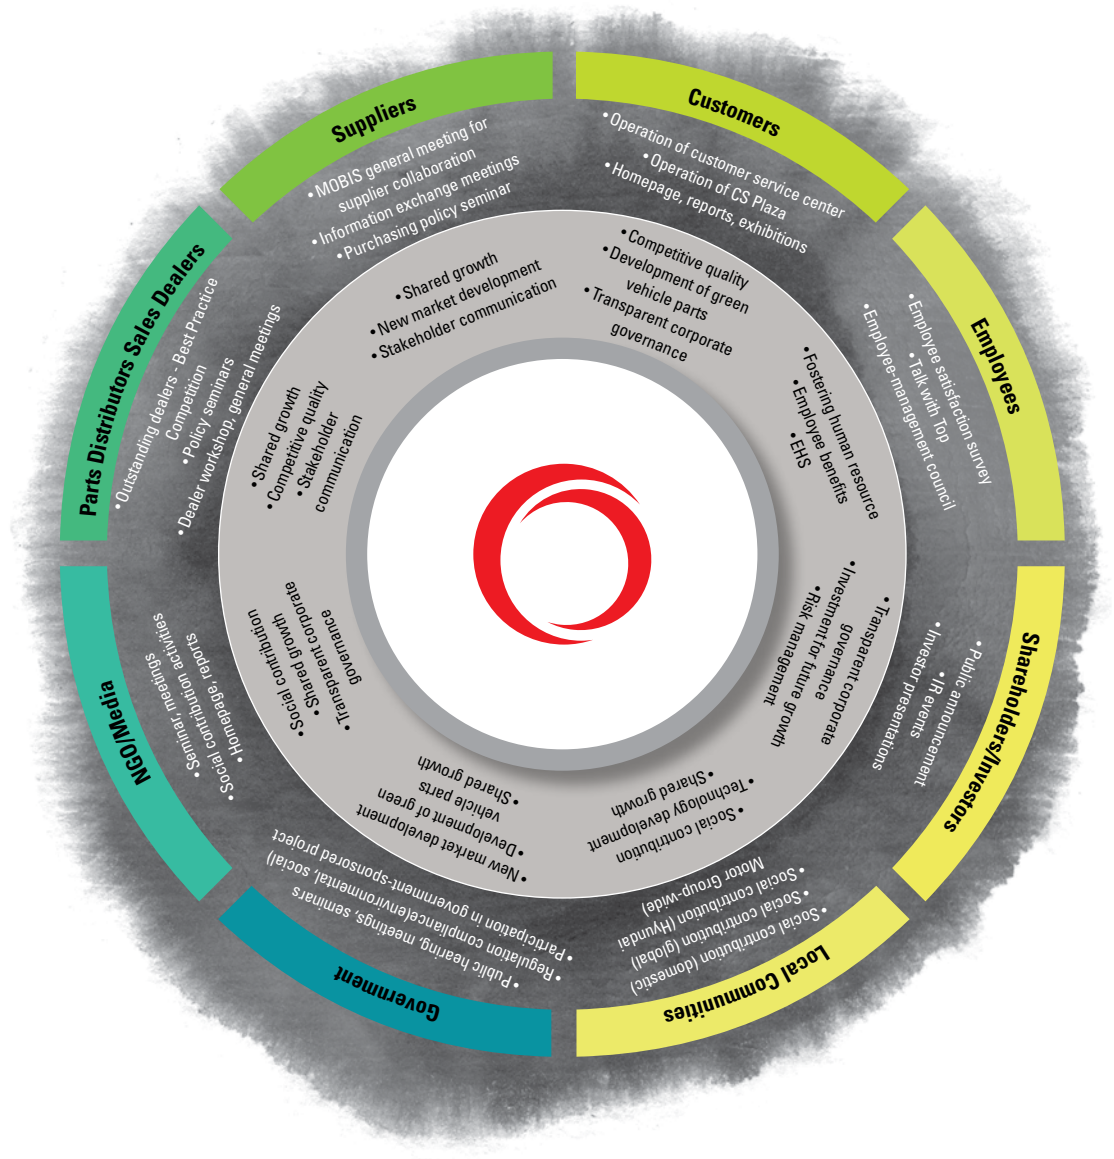 Customers
• Operation of customer service center
• Operation of CS Plaza
• Homepage, reports, exhibitions
• Competitive quality
• Development of green
vehicle parts
• Transparent corporate
governance
Employees
• Employee satisfaction survey
• Talk with Top
• Employee-management council
• Fostering human resource
• Employee benefits
• EHS
Shareholders/Investors
• Public announcement
• IR events
• Investor presentations
• Transparent corporate
governance
• Investment for future growth
• Risk management
Local Communities
• Social contribution (domestic)
• Social contribution (global)
• Social contribution (Hyundai
Motor Group-wide)
• Social contribution
• Technology development
• Shared growth
Government
• Public hearing, meetings, seminars
• Regulation compliance(environmental, social)
• Participation in government-sponsored project
• New market development
• Development of green
vehicle parts
• Shared growth
NGO/Media
• Seminar, meetings
• Social contribution activities
• Homepage, reports
• Social contribution
• Shared growth
• Transparent corporate
governance
Parts Distributors Sales Dealers
• Outstanding dealers - Best Practice
Competition
• Policy seminars
• Dealer workshop, general meetings
• Shared growth
• Competitive quality
• Stakeholder
communication
Suppliers
• MOBIS general meeting for
supplier collaboration
• Information exchange meetings
• Purchasing policy seminar
• Shared growth
• New market development
• Stakeholder communication